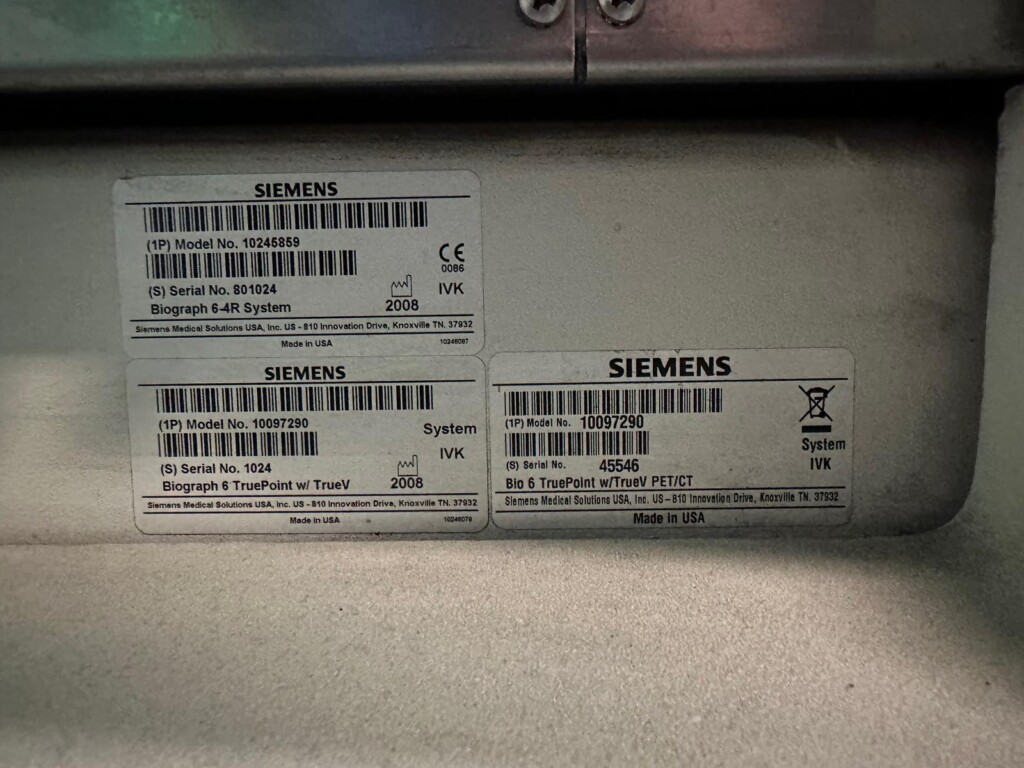 SIEMENS
(1P) Model No. 10245859
(S) Serial No. 801024
Biograph 6-4R System
2008
CE
0086
IVK
Siemens Medical Solutions USA, Inc. US - 810 Innovation Drive, Knoxville TN. 37932
Made in USA
10246087
SIEMENS
(1P) Model No. 10097290
(S) Serial No. 1024
Biograph 6 TruePoint w/ TrueV
System
IVK
2008
Siemens Medical Solutions USA, Inc. US - 810 Innovation Drive, Knoxville TN. 37932
Made in USA
10246079
SIEMENS
(1P) Model No. 10097290
(S) Serial No. 45546
Bio 6 TruePoint w/TrueV PET/CT
System
IVK
Siemens Medical Solutions USA, Inc. US - 810 Innovation Drive, Knoxville TN. 37932
Made in USA